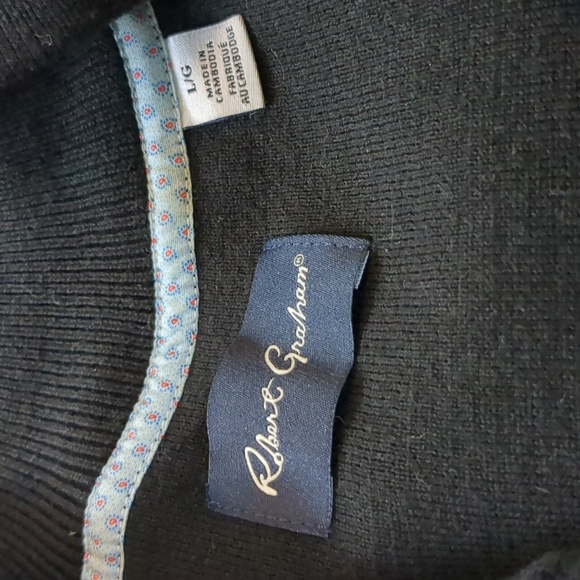 L/G
MADE IN
CAMBODIA
FABRIQUÉ
AU CAMBODGE
Robert Graham®